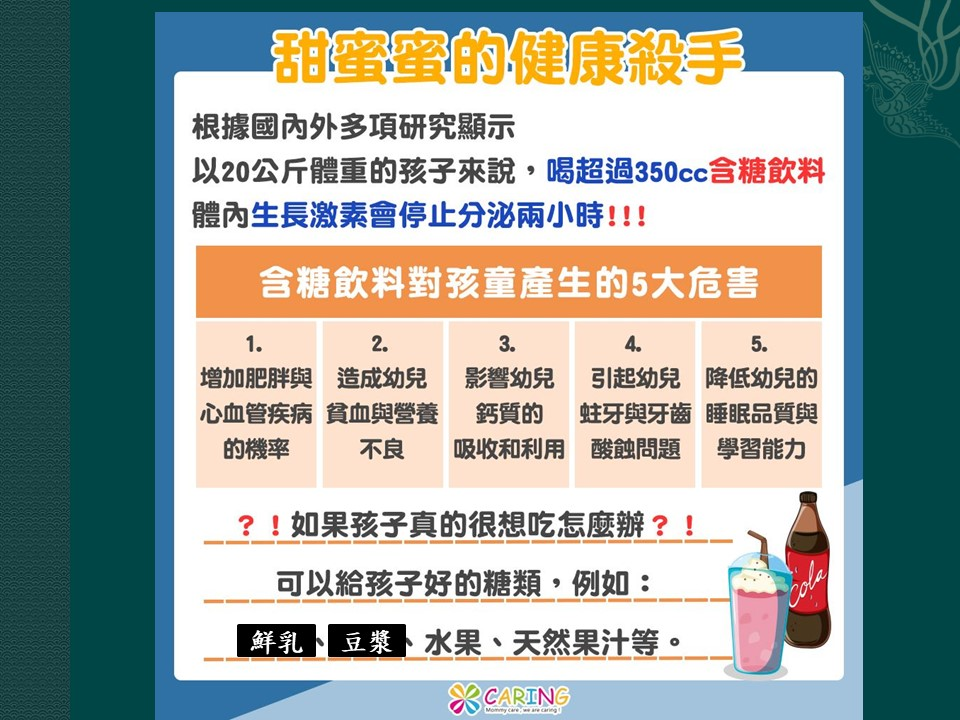 甜蜜蜜的健康殺手
根據國內外多項研究顯示
以20公斤體重的孩子來說，喝超過350cc含糖飲料
體內生長激素會停止分泌兩小時!!!
含糖飲料對孩童產生的5大危害
1.
增加肥胖與
心血管疾病
的機率
2.
造成幼兒
貧血與營養
不良
3.
影響幼兒
鈣質的
吸收和利用
4.
引起幼兒
蛀牙與牙齒
酸蝕問題
5.
降低幼兒的
睡眠品質與
學習能力
？！如果孩子真的很想吃怎麼辦？！
可以給孩子好的糖類，例如：
鮮乳、豆漿、水果、天然果汁等。
Cola
CARING
Mommy care, we are caring!